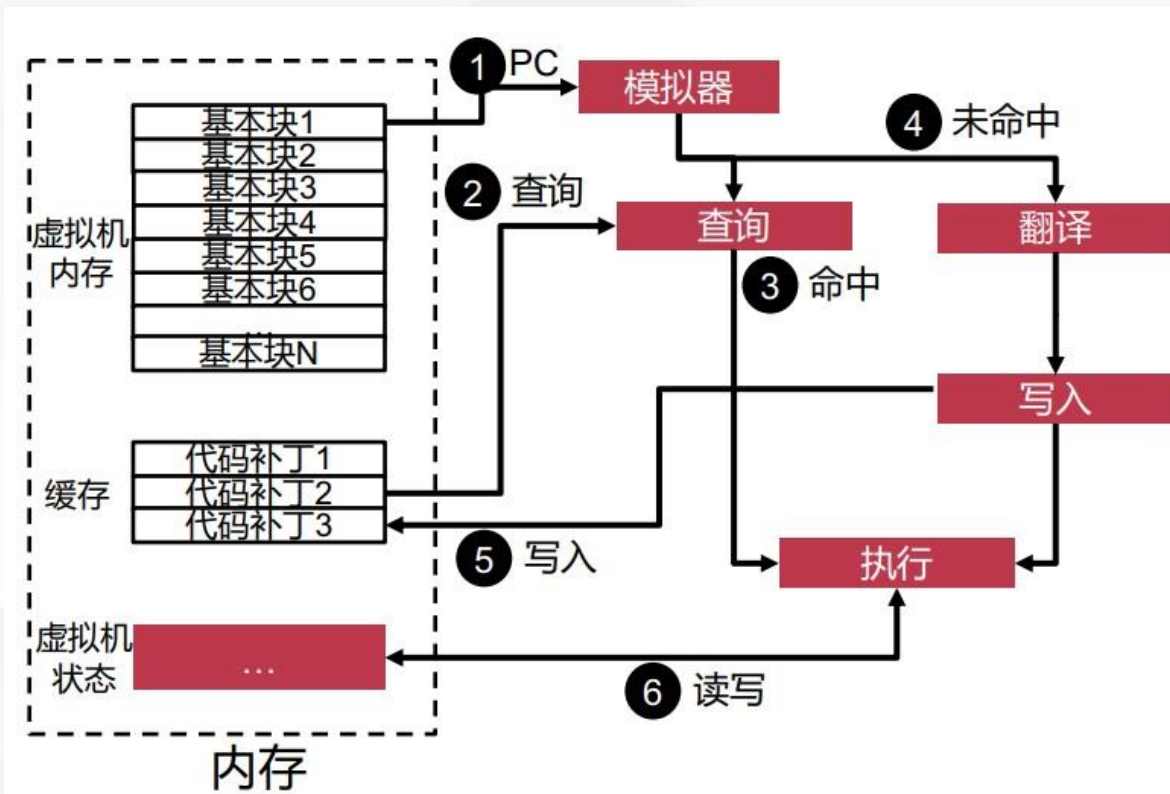 1 PC
模拟器
4 未命中
基本块1
基本块2
基本块3
基本块4
基本块5
基本块6
...
基本块N
虚拟机
内存
2 查询
查询
翻译
3 命中
写入
代码补丁1
代码补丁2
代码补丁3
缓存
5 写入
执行
虚拟机
状态
...
6 读写
内存